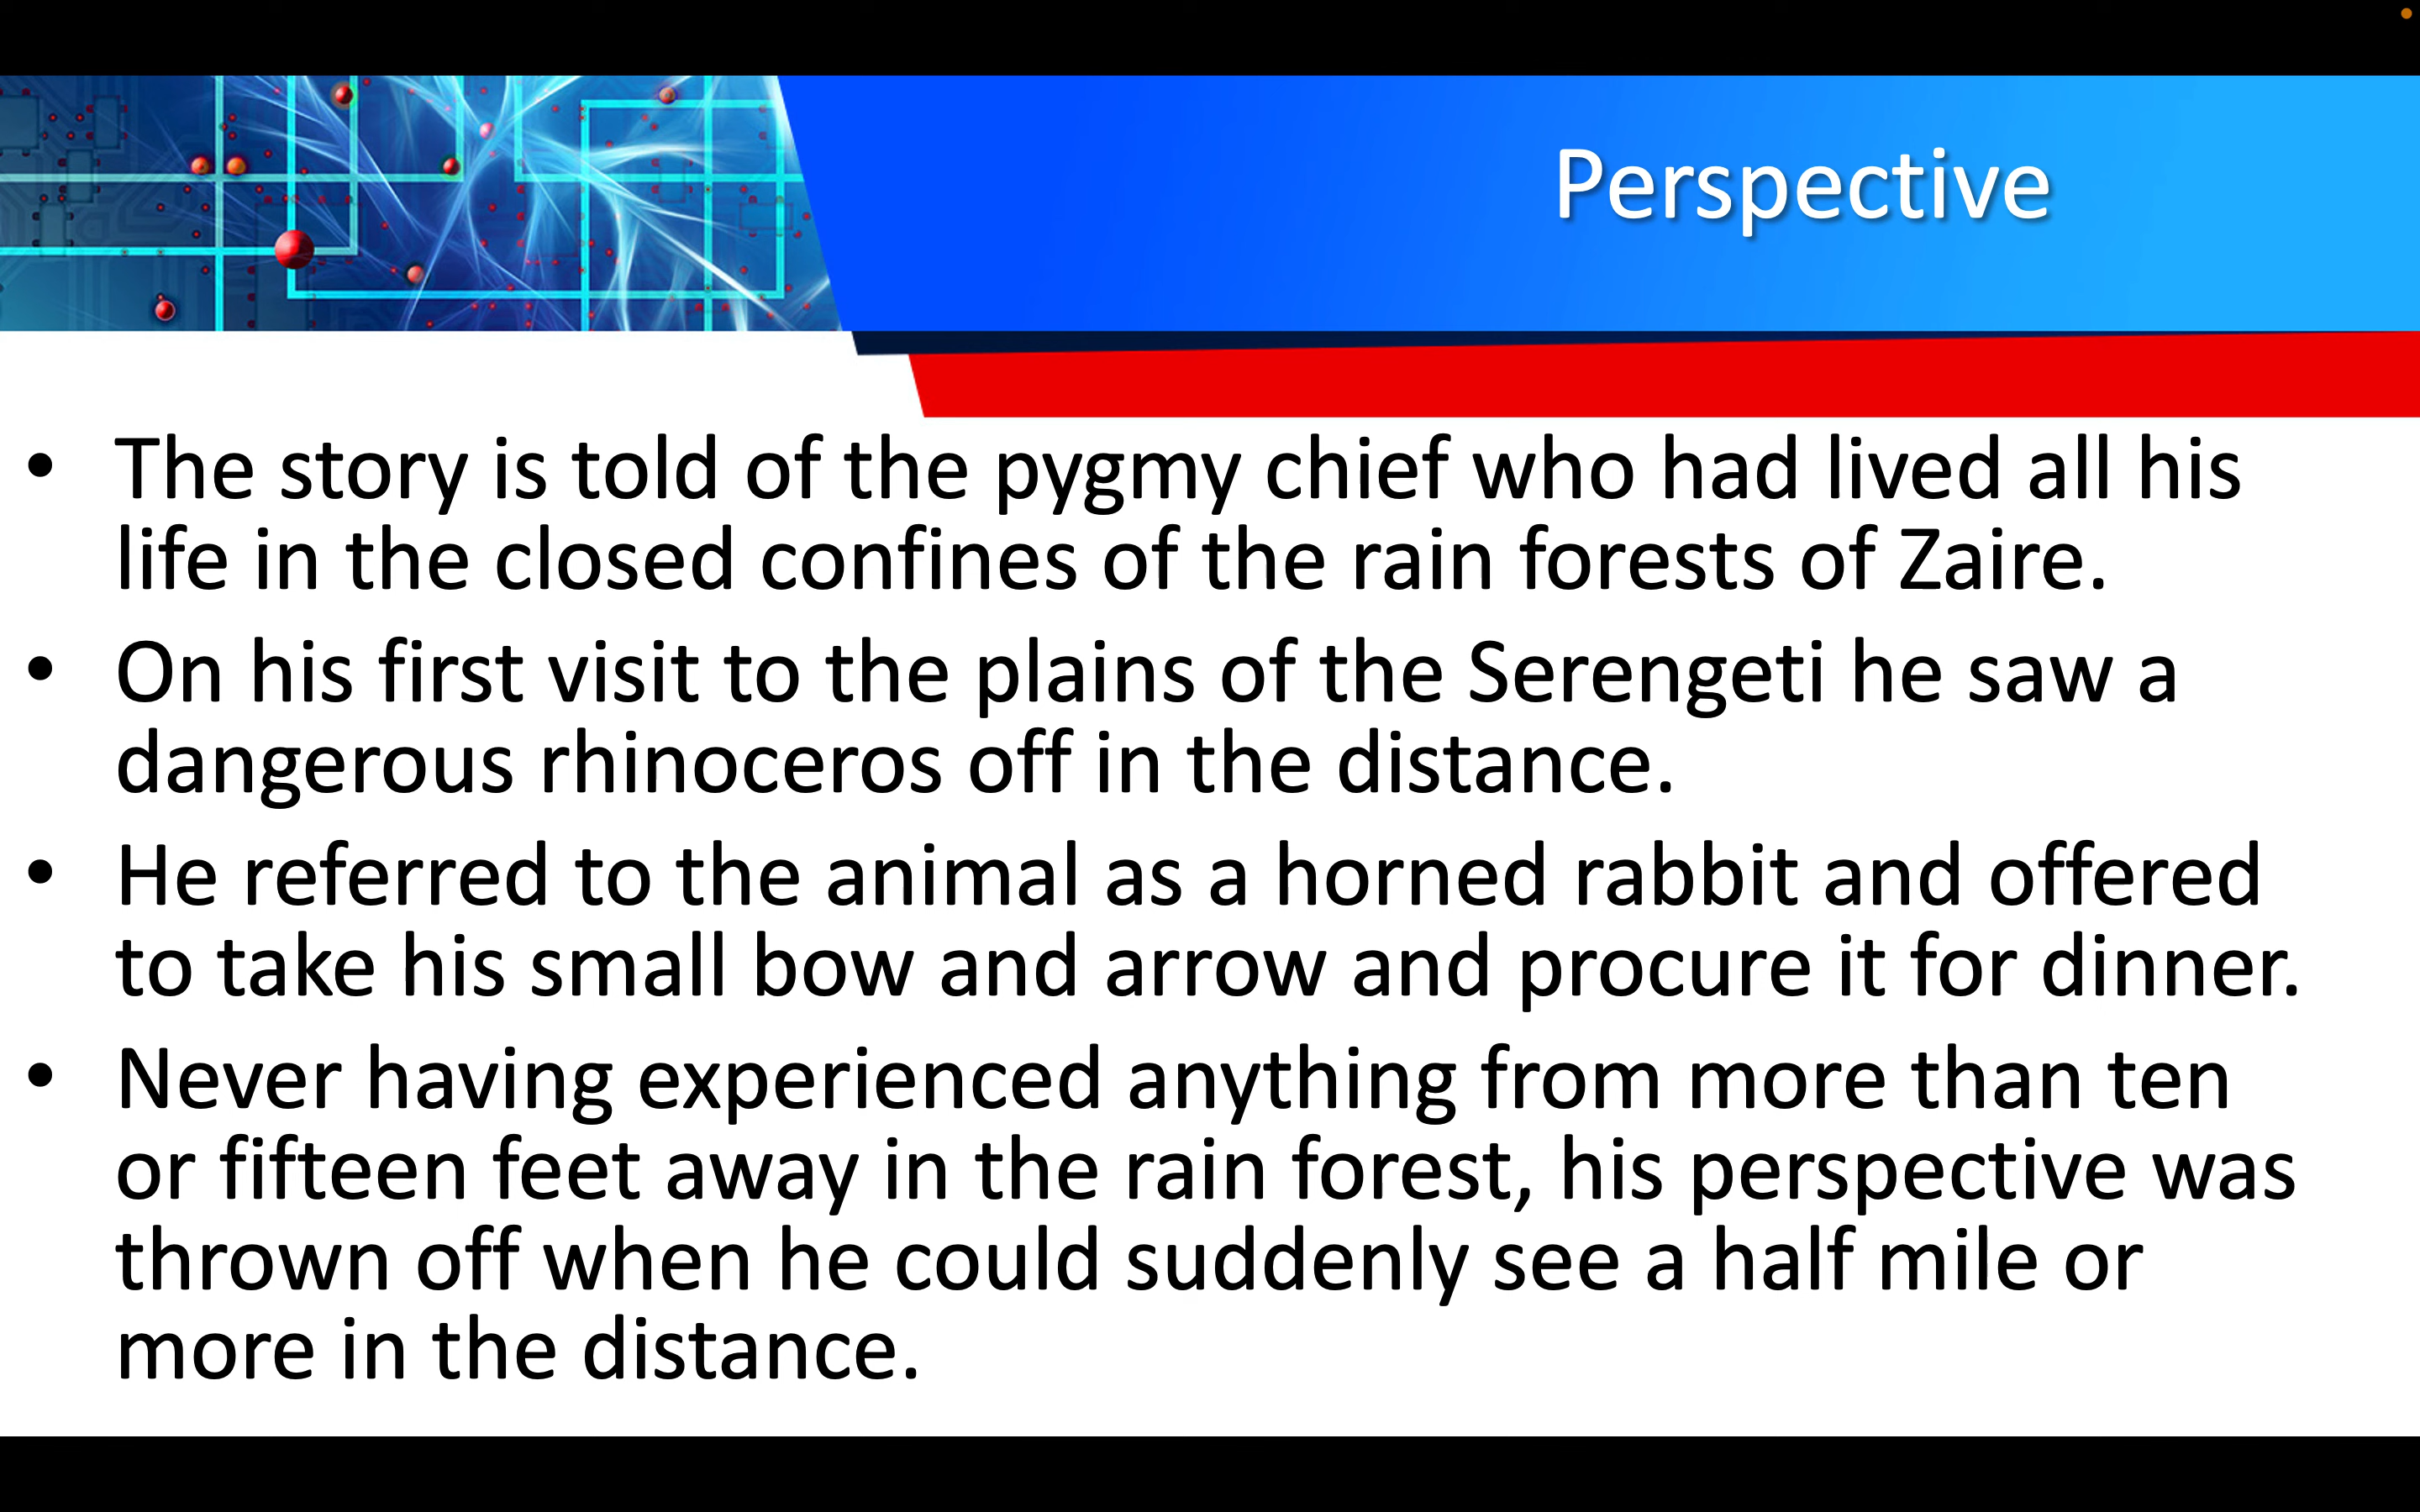 Perspective
• The story is told of the pygmy chief who had lived all his
life in the closed confines of the rain forests of Zaire.
• On his first visit to the plains of the Serengeti he saw a
dangerous rhinoceros off in the distance.
• He referred to the animal as a horned rabbit and offered
to take his small bow and arrow and procure it for dinner.
• Never having experienced anything from more than ten
or fifteen feet away in the rain forest, his perspective was
thrown off when he could suddenly see a half mile or
more in the distance.